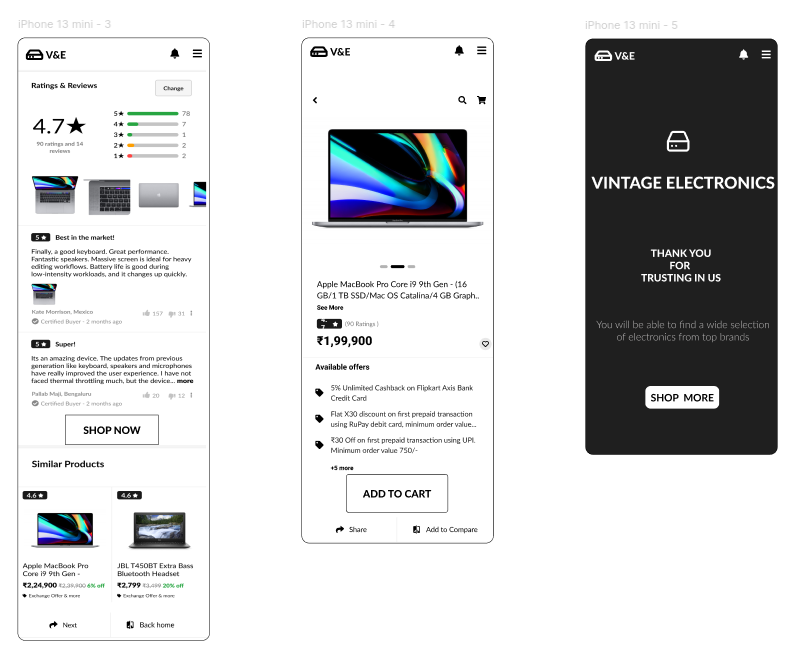 iPhone 13 mini - 3
V&E
Ratings & Reviews
Change
4.7★
90 ratings and 14
reviews
5★ 78
4★ 7
3★ 1
2★ 2
1★ 2
5 ★ Best in the market!
Finally, a good keyboard. Great performance.
Fantastic speakers. Massive screen is ideal for heavy
editing workflows. Battery life is good during
low-intensity workloads, and it changes up quickly.
Kate Morrison, Mexico 157 31
Certified Buyer - 2 months ago
5 ★ Super!
Its an amazing device. The updates from previous
generation like keyboard, speakers and microphones
have really improved the user experience. I have not
faced thermal throttling much, but the device... more
Pallab Maji, Bengaluru 20 12
Certified Buyer - 2 months ago
SHOP NOW
Similar Products
4.6 ★
Apple MacBook Pro
Core i9 9th Gen -
₹2,24,900 ₹2,39,900 6% off
Exchange Offer & more
4.6 ★
JBL T450BT Extra Bass
Bluetooth Headset
₹2,799 ₹3,499 20% off
Exchange Offer & more
Next
Back home
iPhone 13 mini - 4
V&E
Apple MacBook Pro Core i9 9th Gen - (16
GB/1 TB SSD/Mac OS Catalina/4 GB Graph..
See More
★ (90 Ratings )
₹1,99,900
Available offers
5% Unlimited Cashback on Flipkart Axis Bank
Credit Card
Flat X30 discount on first prepaid transaction
using RuPay debit card, minimum order value...
₹30 Off on first prepaid transaction using UPI.
Minimum order value 750/-
+5 more
ADD TO CART
Share
Add to Compare
iPhone 13 mini - 5
V&E
VINTAGE ELECTRONICS
THANK YOU
FOR
TRUSTING IN US
You will be able to find a wide selection
of electronics from top brands
SHOP MORE